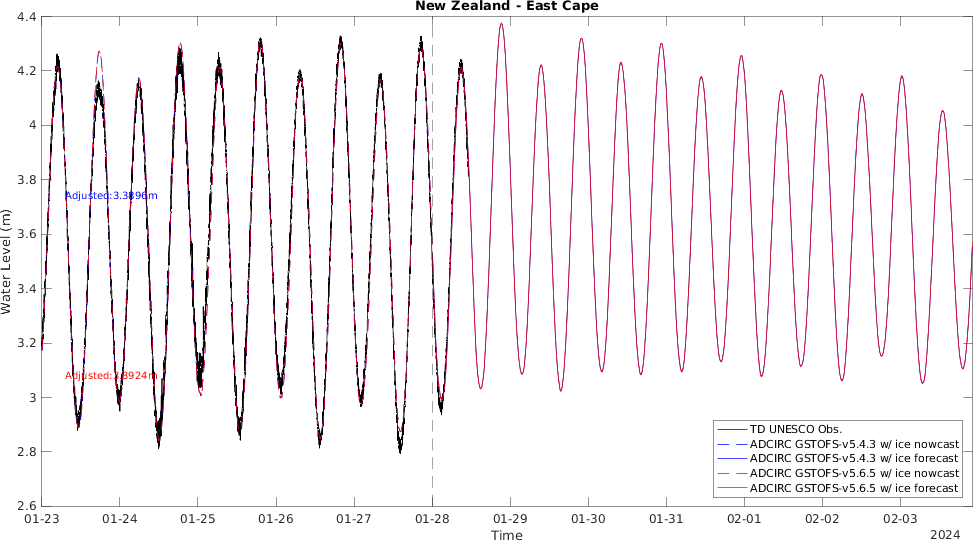 New Zealand - East Cape
4.4
4.2
4
3.8
3.6
3.4
3.2
3
2.8
2.6
Water Level (m)
Adjusted:3.3896m
Adjusted:3.3924m
TD UNESCO Obs.
ADCIRC GSTOFS-v5.4.3 w/ ice nowcast
ADCIRC GSTOFS-v5.4.3 w/ ice forecast
ADCIRC GSTOFS-v5.6.5 w/ ice nowcast
ADCIRC GSTOFS-v5.6.5 w/ ice forecast
01-23 01-24 01-25 01-26 01-27 01-28 01-29 01-30 01-31 02-01 02-02 02-03
Time
2024